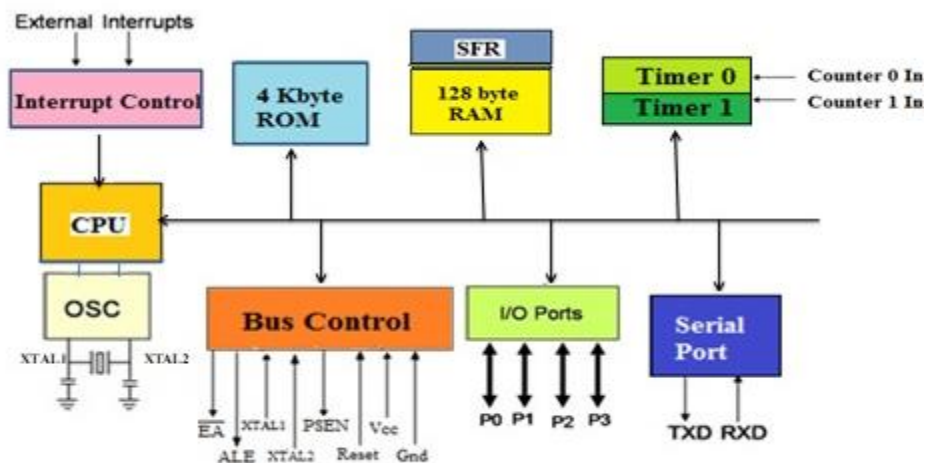 External Interrupts
Interrupt Control
4 Kbyte
ROM
SFR
128 byte
RAM
Timer 0
Timer 1
Counter 0 In
Counter 1 In
CPU
OSC
XTAL1
XTAL2
Bus Control
I/O Ports
Serial
Port
EA
ALE
XTAL1
XTAL2
PSEN
Reset
Vcc
Gnd
P0 P1 P2 P3
TXD RXD